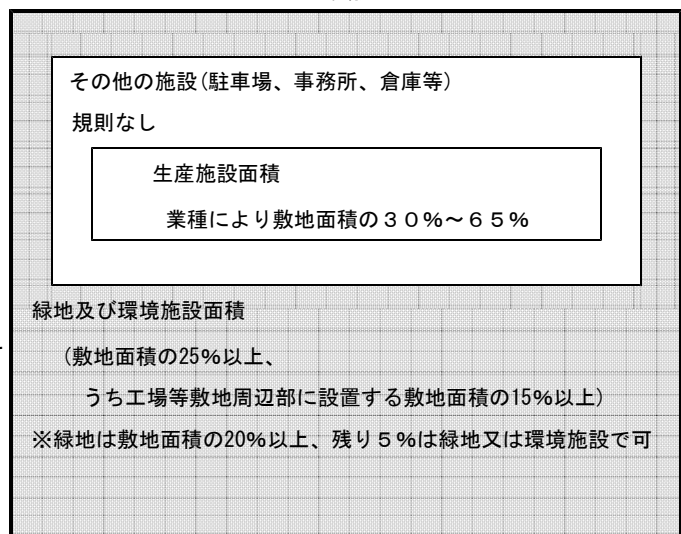 その他の施設(駐車場、事務所、倉庫等)
規則なし
生産施設面積
業種により敷地面積の３０％～６５％
緑地及び環境施設面積
(敷地面積の25％以上、
うち工場等敷地周辺部に設置する敷地面積の15％以上)
※緑地は敷地面積の20％以上、残り５％は緑地又は環境施設で可